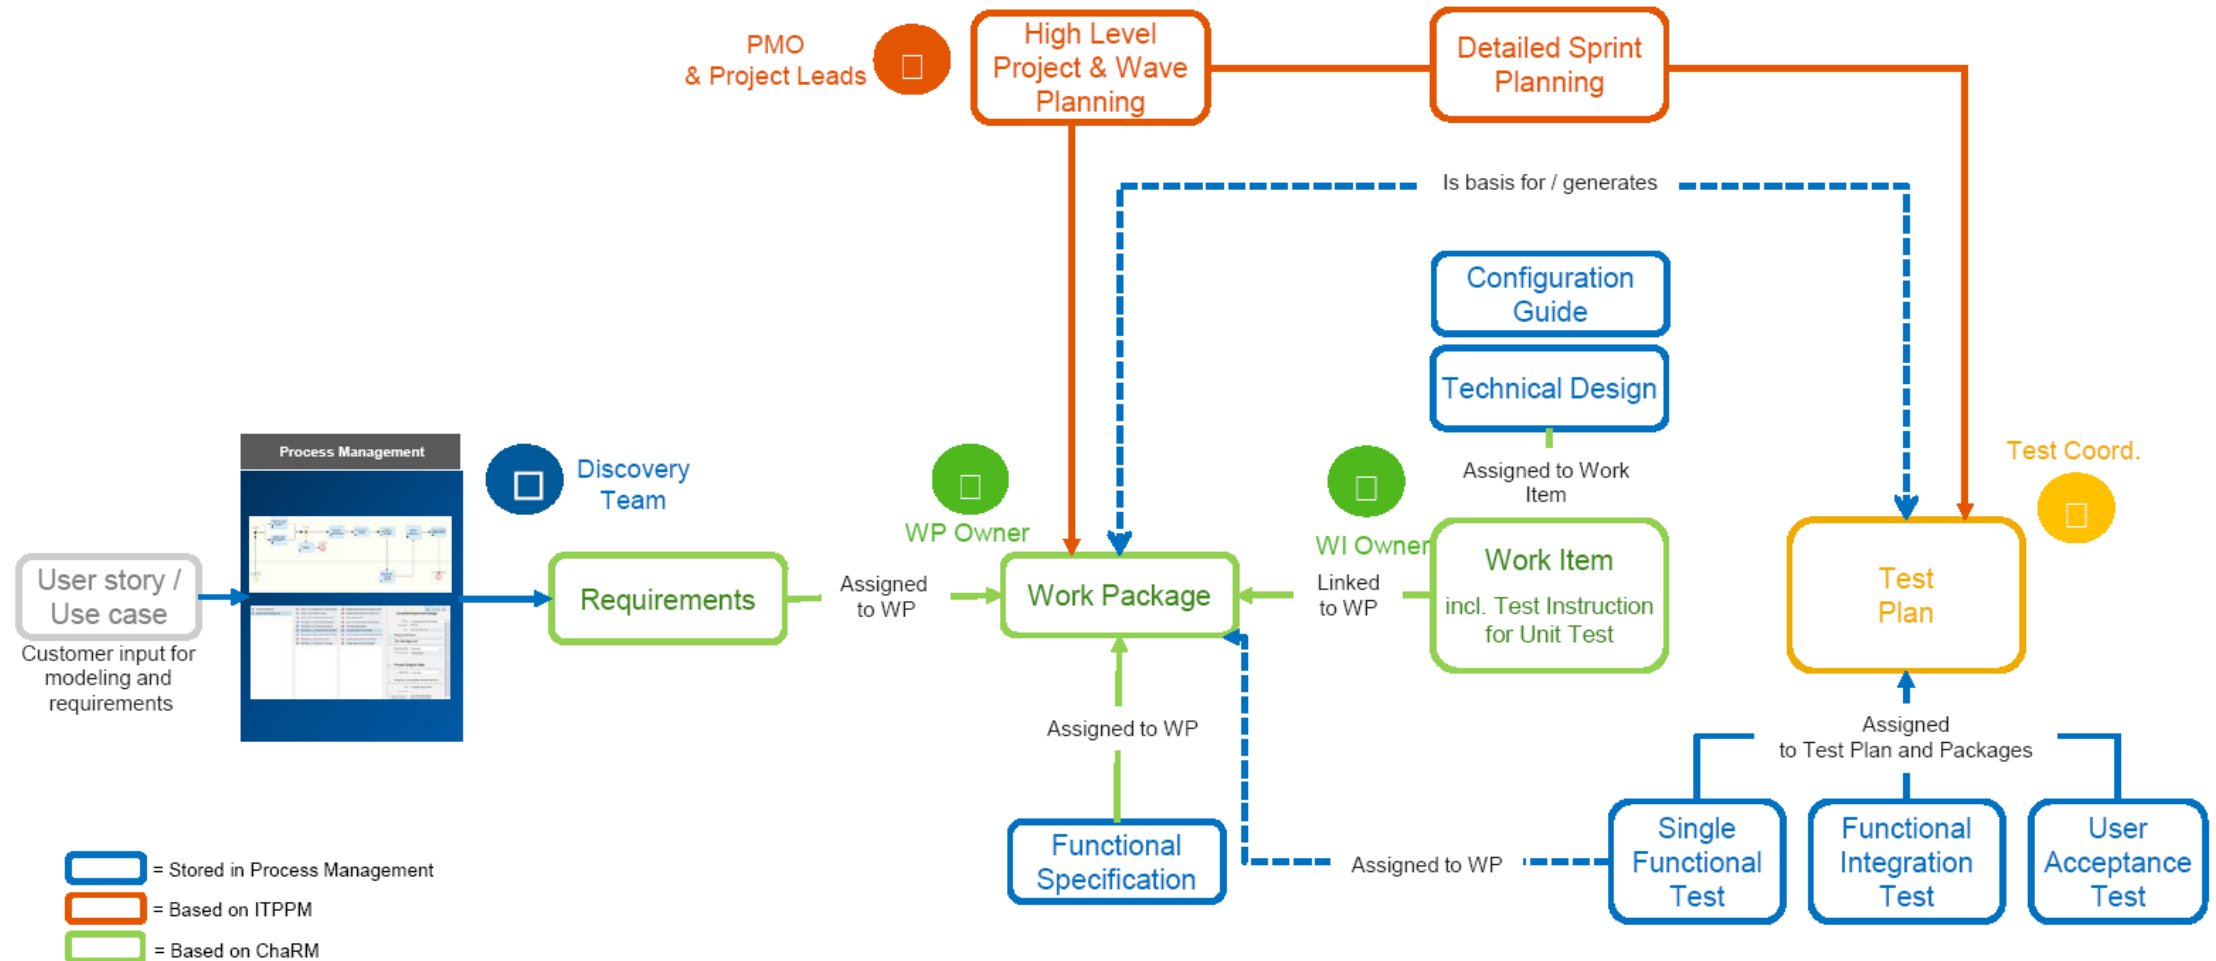 PMO
& Project Leads
High Level
Project & Wave
Planning
Detailed Sprint
Planning
Is basis for / generates
Configuration
Guide
Technical Design
Assigned to Work
Item
Process Management
Discovery
Team
WP Owner
WI Owner
Test Coord.
User story /
Use case
Customer input for
modeling and
requirements
Requirements
Assigned
to WP
Work Package
Linked
to WP
Work Item
incl. Test Instruction
for Unit Test
Test
Plan
Assigned to WP
Assigned
to Test Plan and Packages
Functional
Specification
Assigned to WP
Single
Functional
Test
Functional
Integration
Test
User
Acceptance
Test
= Stored in Process Management
= Based on ITPPM
= Based on ChaRM